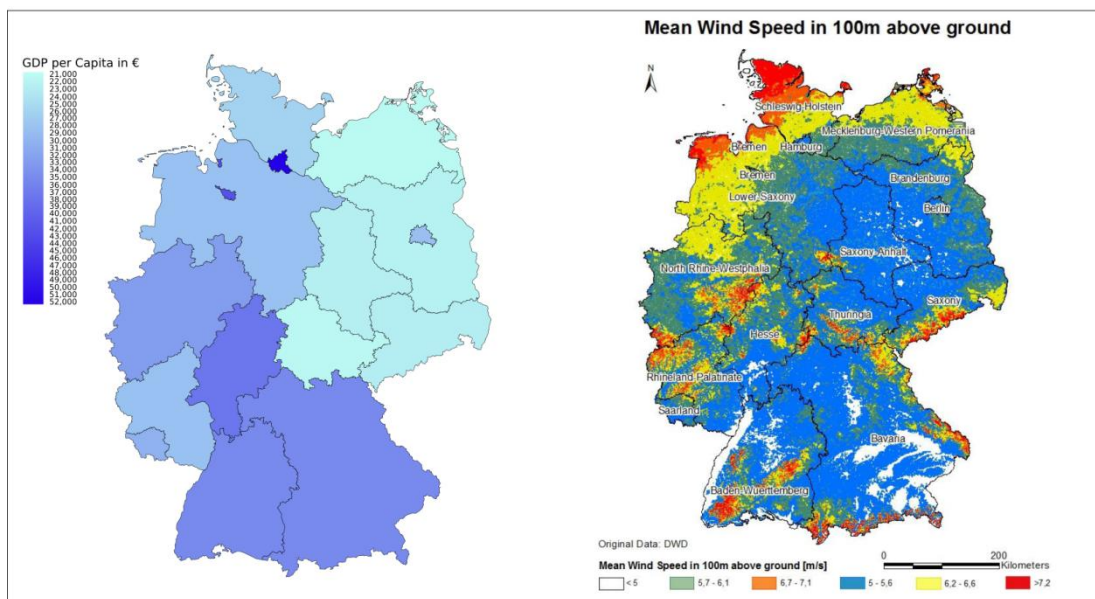 GDP per Capita in €
21,000
22,000
23,000
24,000
25,000
26,000
27,000
28,000
29,000
30,000
31,000
32,000
33,000
34,000
35,000
36,000
37,000
38,000
39,000
40,000
41,000
42,000
43,000
44,000
45,000
46,000
47,000
48,000
49,000
50,000
51,000
52,000
Mean Wind Speed in 100m above ground
N
Schleswig-Holstein
Mecklenburg-Western Pomerania
Bremen
Hamburg
Bremen
Brandenburg
Lower-Saxony
Berlin
Saxony-Anhalt
North Rhine-Westphalia
Saxony
Thuringia
Hesse
Rhineland-Palatinate
Saarland
Bavaria
Baden-Wuerttemberg
Original Data: DWD
0 200
Kilometers
Mean Wind Speed in 100m above ground [m/s]
< 5 5,7 - 6,1 6,7 - 7,1 5 - 5,6 6,2 - 6,6 >7,2